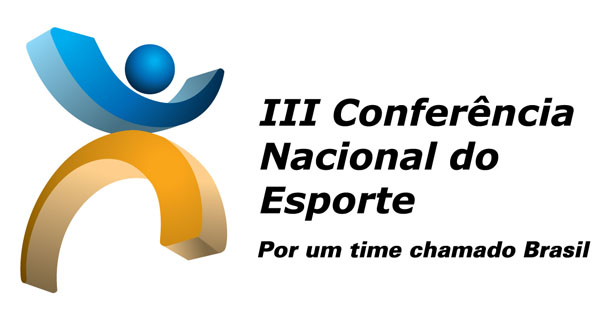 III Conferência
Nacional do
Esporte
Por um time chamado Brasil